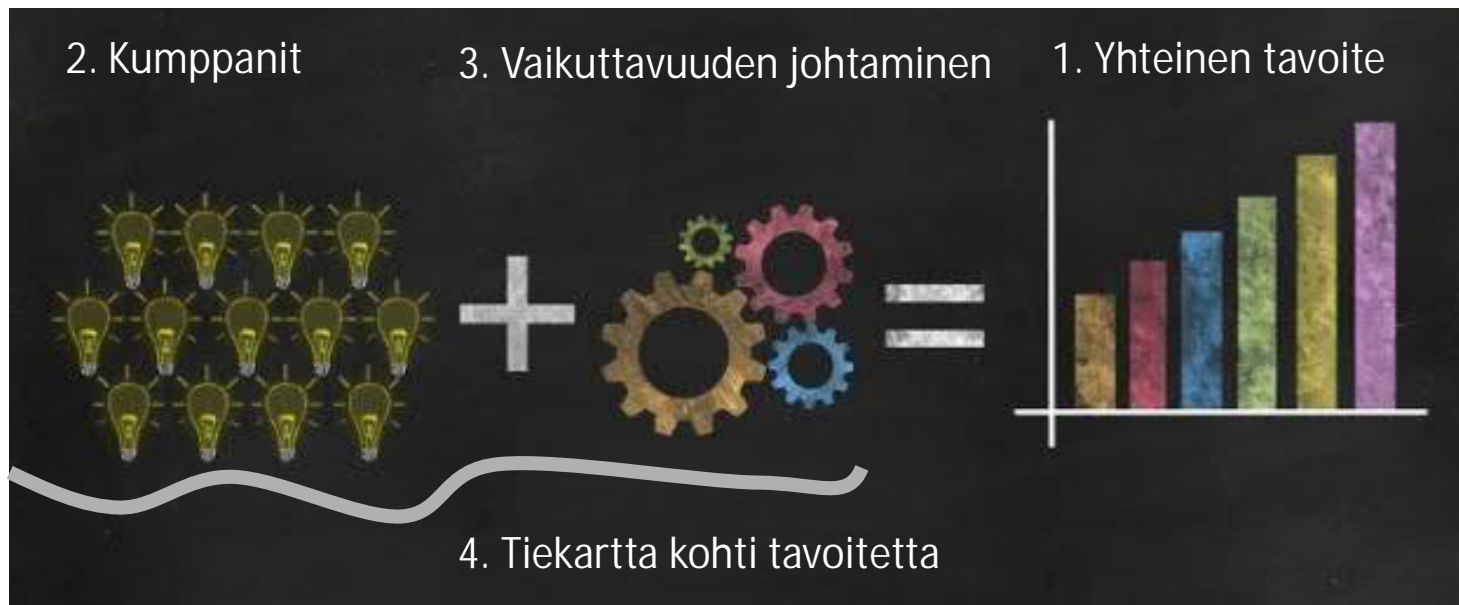 2. Kumppanit
3. Vaikuttavuuden johtaminen
1. Yhteinen tavoite
4. Tiekartta kohti tavoitetta